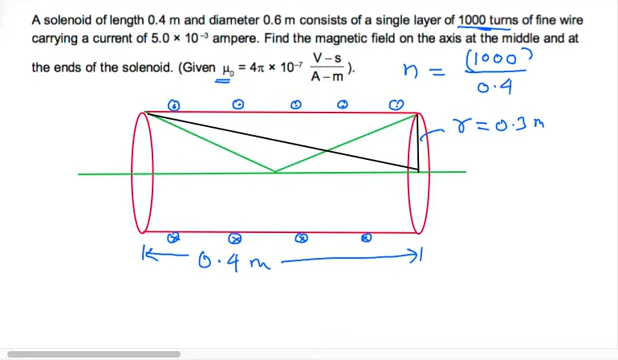 A solenoid of length 0.4 m and diameter 0.6 m consists of a single layer of 1000 turns of fine wire
carrying a current of 5.0 × 10⁻³ ampere. Find the magnetic field on the axis at the middle and at
the ends of the solenoid. (Given μ₀ = 4π × 10⁻⁷ V–s/A–m).
n = (1000)/0.4
r = 0.3 m
0.4 m